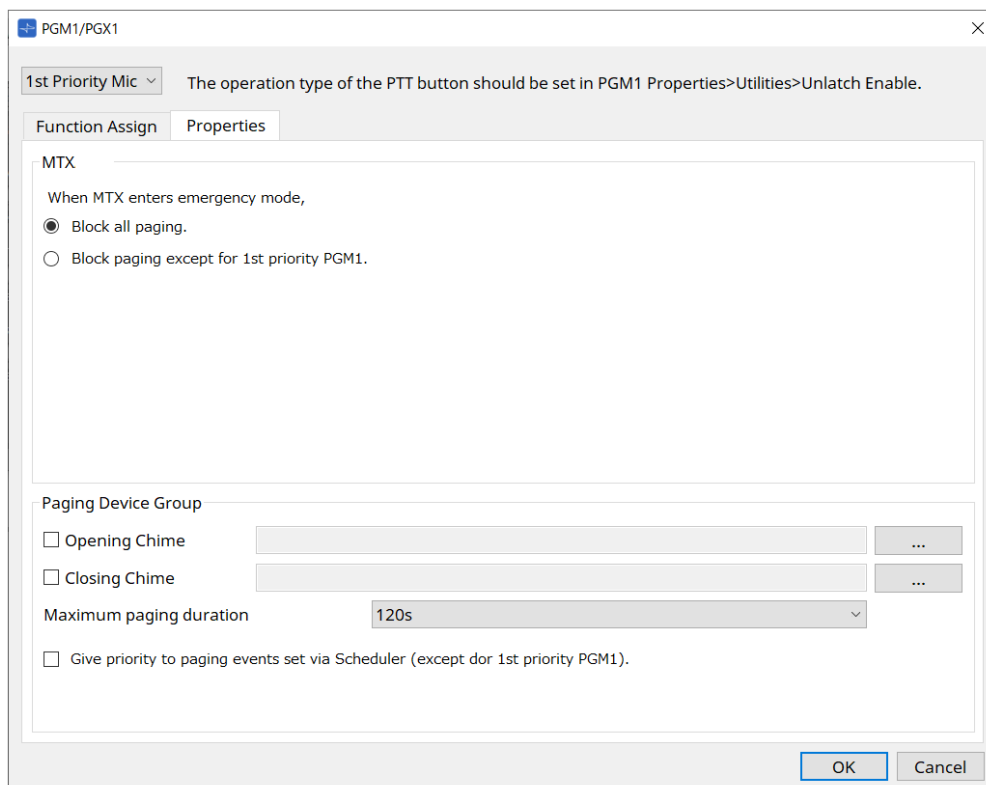 PGM1/PGX1
1st Priority Mic
The operation type of the PTT button should be set in PGM1 Properties>Utilities>Unlatch Enable.
Function Assign
Properties
MTX
When MTX enters emergency mode,
Block all paging.
Block paging except for 1st priority PGM1.
Paging Device Group
Opening Chime
...
Closing Chime
...
Maximum paging duration
120s
Give priority to paging events set via Scheduler (except dor 1st priority PGM1).
OK
Cancel